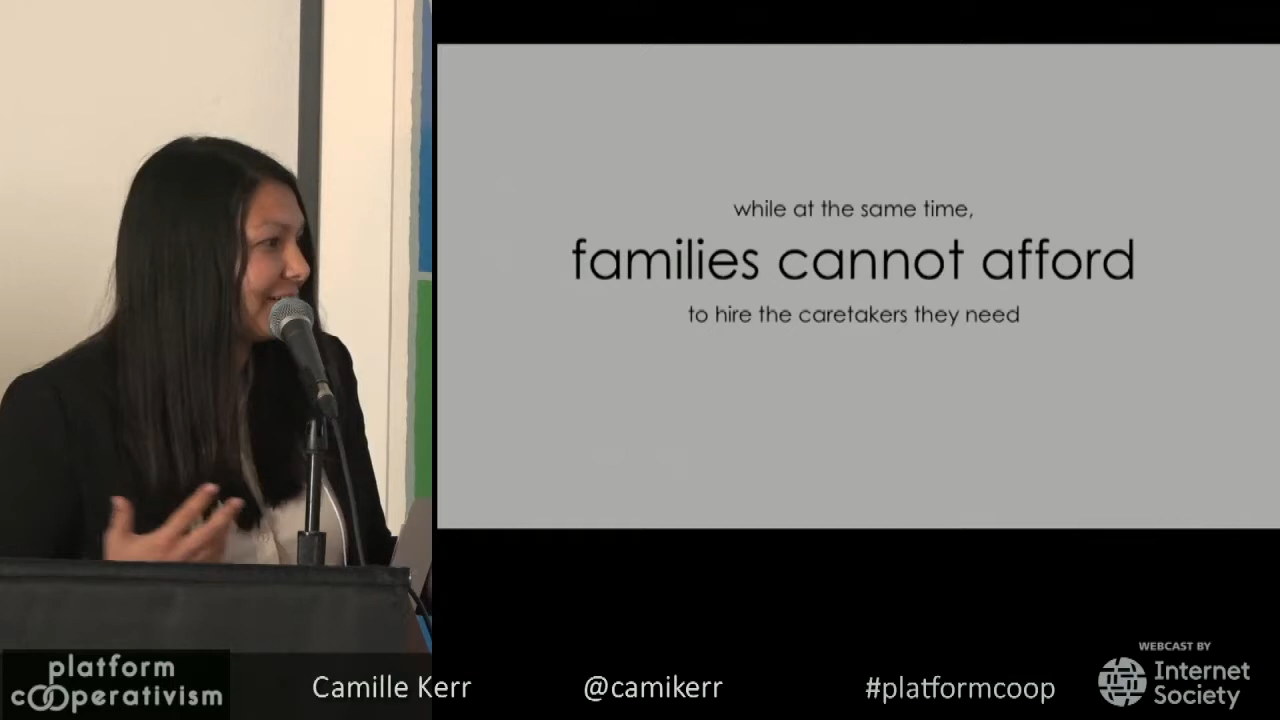 while at the same time,
families cannot afford
to hire the caretakers they need
platform
cooperativism
Camille Kerr
@camikerr
#platformcoop
WEBCAST BY
Internet
Society